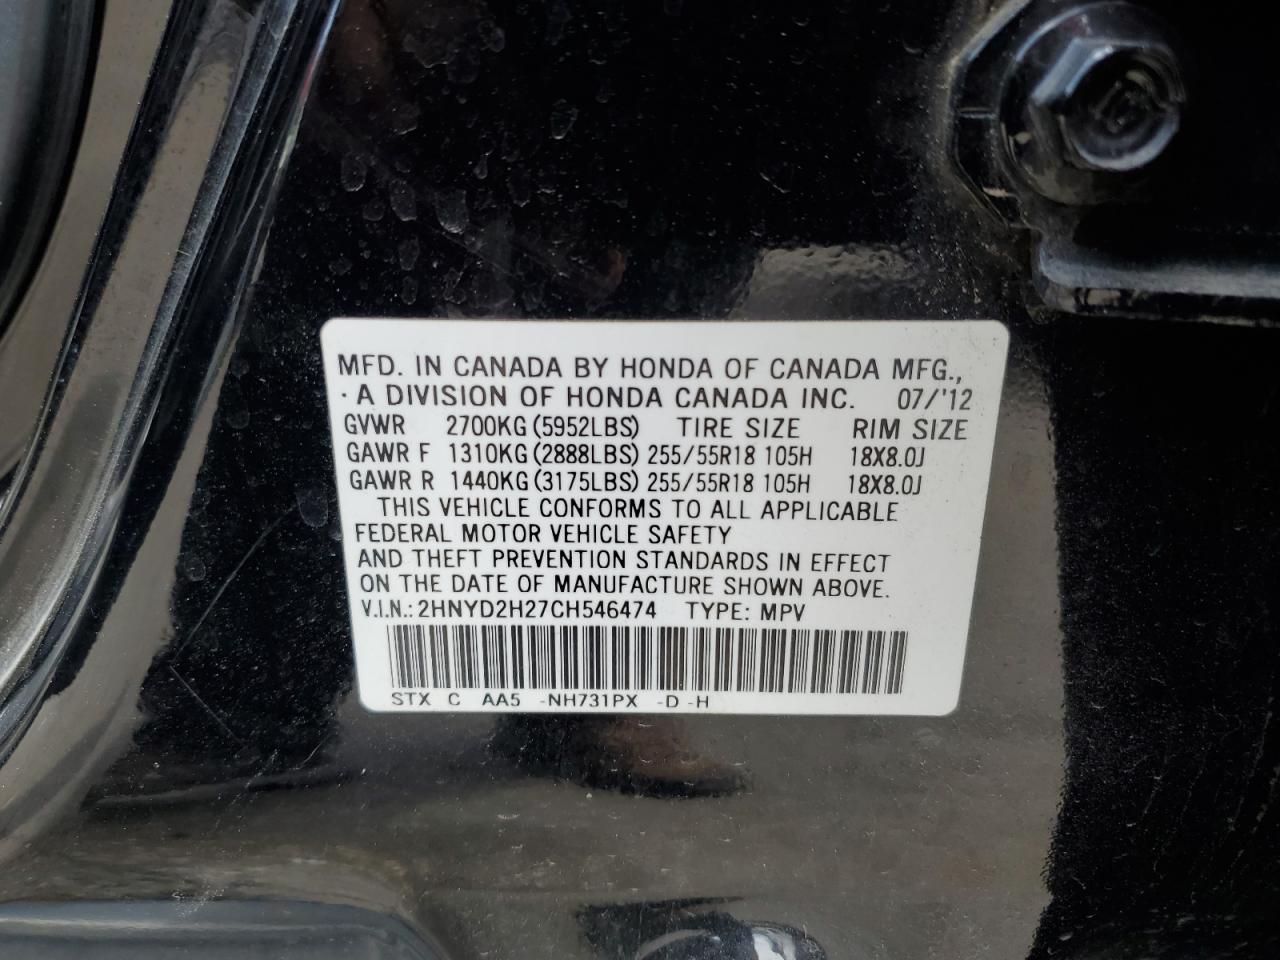 MFD. IN CANADA BY HONDA OF CANADA MFG.,
A DIVISION OF HONDA CANADA INC. 07/'12
GVWR 2700KG (5952LBS) TIRE SIZE RIM SIZE
GAWR F 1310KG (2888LBS) 255/55R18 105H 18X8.0J
GAWR R 1440KG (3175LBS) 255/55R18 105H 18X8.0J
THIS VEHICLE CONFORMS TO ALL APPLICABLE
FEDERAL MOTOR VEHICLE SAFETY
AND THEFT PREVENTION STANDARDS IN EFFECT
ON THE DATE OF MANUFACTURE SHOWN ABOVE.
V.I.N.: 2HNYD2H27CH546474 TYPE: MPV
STX C AA5 -NH731PX -D -H